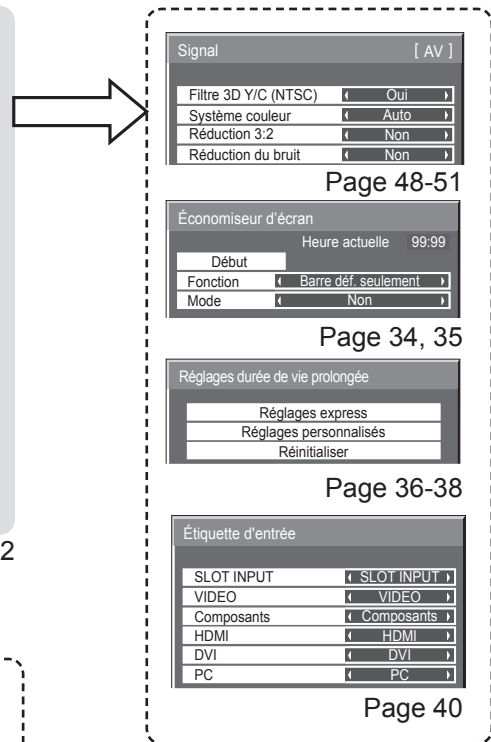 Signal [ AV ]
Filtre 3D Y/C (NTSC) Oui
Système couleur Auto
Réduction 3:2 Non
Réduction du bruit Non
Page 48-51
Économiseur d'écran
Heure actuelle 99:99
Début
Fonction Barre déf. seulement
Mode Non
Page 34, 35
Réglages durée de vie prolongée
Réglages express
Réglages personnalisés
Réinitialiser
Page 36-38
2
Étiquette d'entrée
SLOT INPUT SLOT INPUT
VIDEO VIDEO
Composants Composants
HDMI HDMI
DVI DVI
PC PC
Page 40